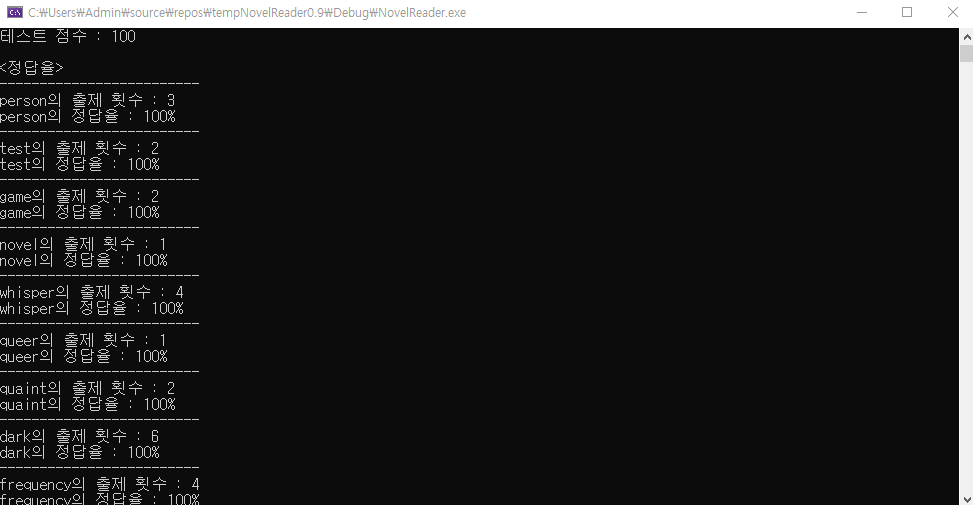 C:\Users\Admin\source\repos\tempNovelReader0.9\Debug\NovelReader.exe
테스트 점수 : 100
<정답율>
-------------------------
person의 출제 횟수 : 3
person의 정답율 : 100%
-------------------------
test의 출제 횟수 : 2
test의 정답율 : 100%
-------------------------
game의 출제 횟수 : 2
game의 정답율 : 100%
-------------------------
novel의 출제 횟수 : 1
novel의 정답율 : 100%
-------------------------
whisper의 출제 횟수 : 4
whisper의 정답율 : 100%
-------------------------
queer의 출제 횟수 : 1
queer의 정답율 : 100%
-------------------------
quaint의 출제 횟수 : 2
quaint의 정답율 : 100%
-------------------------
dark의 출제 횟수 : 6
dark의 정답율 : 100%
-------------------------
frequency의 출제 횟수 : 4
frequency의 정답율 : 100%